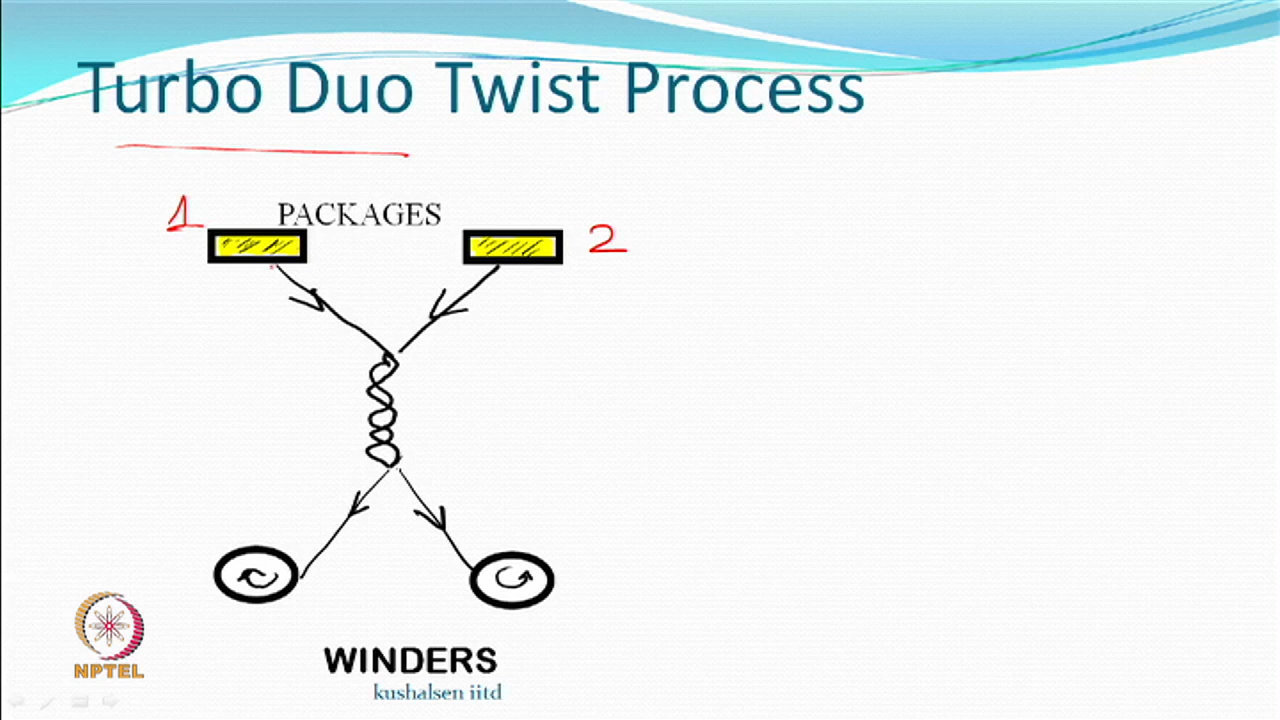 Turbo Duo Twist Process
1 PACKAGES
2
WINDERS
NPTEL
kushalsen iitd